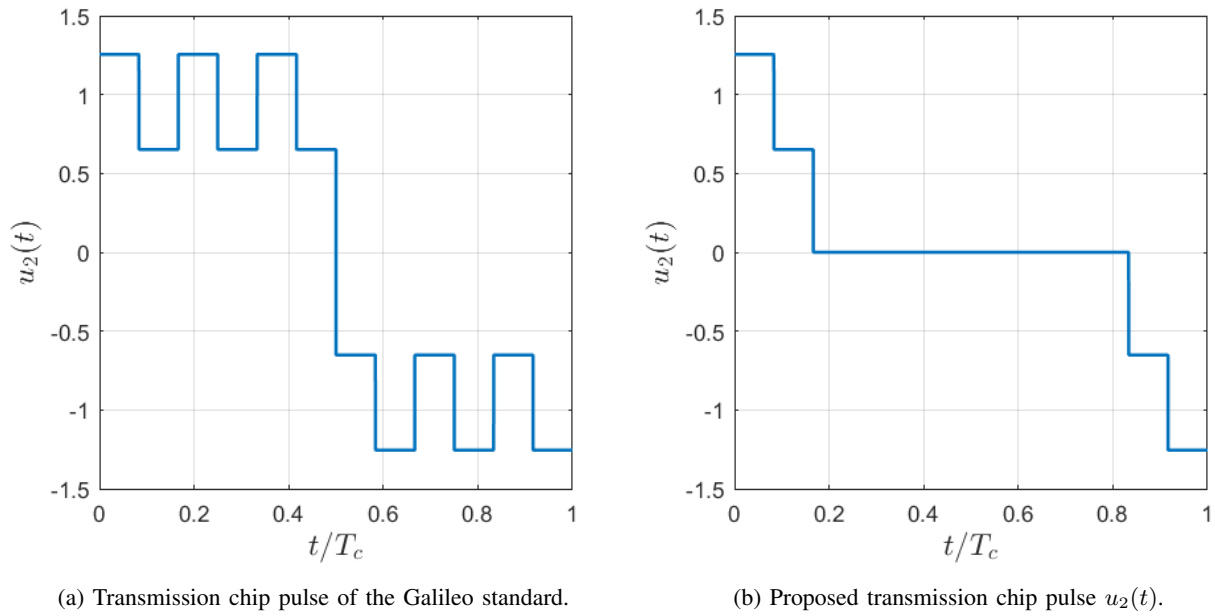 1.5
1
0.5
0
-0.5
-1
-1.5
u₂(t)
0 0.2 0.4 0.6 0.8 1
t/T_c
(a) Transmission chip pulse of the Galileo standard.
1.5
1
0.5
0
-0.5
-1
-1.5
u₂(t)
0 0.2 0.4 0.6 0.8 1
t/T_c
(b) Proposed transmission chip pulse u₂(t).